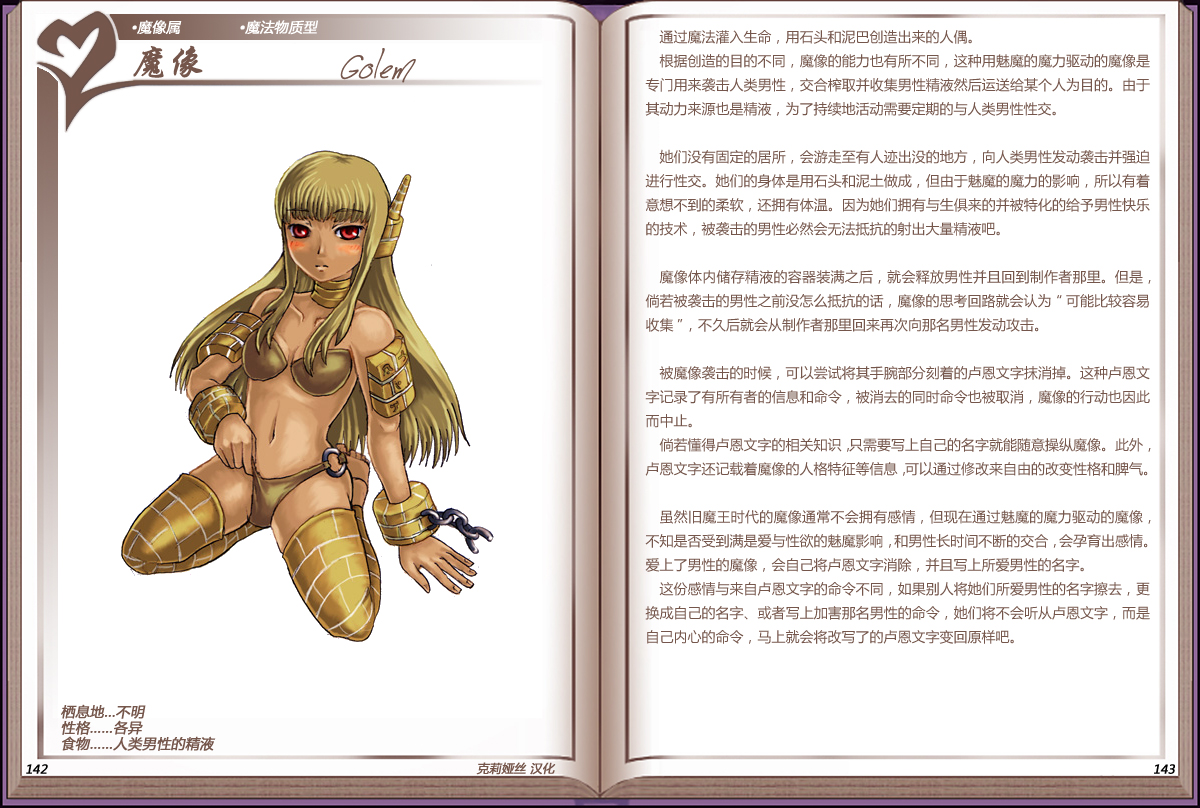 •魔像属
•魔法物质型
魔像
Golem
栖息地...不明
性格......各异
食物......人类男性的精液
142
克莉娅丝 汉化
通过魔法灌入生命，用石头和泥巴创造出来的人偶。
根据创造的目的不同，魔像的能力也有所不同，这种用魅魔的魔力驱动的魔像是
专门用来袭击人类男性，交合榨取并收集男性精液然后运送给某个人为目的。由于
其动力来源也是精液，为了持续地活动需要定期的与人类男性性交。
她们没有固定的居所，会游走至有人迹出没的地方，向人类男性发动袭击并强迫
进行性交。她们的身体是用石头和泥土做成，但由于魅魔的魔力的影响，所以有着
意想不到的柔软，还拥有体温。因为她们拥有与生俱来的并被特化的给予男性快乐
的技术，被袭击的男性必然会无法抵抗的射出大量精液吧。
魔像体内储存精液的容器装满之后，就会释放男性并且回到制作者那里。但是，
倘若被袭击的男性之前没怎么抵抗的话，魔像的思考回路就会认为“可能比较容易
收集”，不久后就会从制作者那里回来再次向那名男性发动攻击。
被魔像袭击的时候，可以尝试将其手腕部分刻着的卢恩文字抹消掉。这种卢恩文
字记录了有所有者的信息和命令，被消去的同时命令也被取消，魔像的行动也因此
而中止。
倘若懂得卢恩文字的相关知识,只需要写上自己的名字就能随意操纵魔像。此外，
卢恩文字还记载着魔像的人格特征等信息,可以通过修改来自由的改变性格和脾气。
虽然旧魔王时代的魔像通常不会拥有感情，但现在通过魅魔的魔力驱动的魔像，
不知是否受到满是爱与性欲的魅魔影响,和男性长时间不断的交合，会孕育出感情。
爱上了男性的魔像，会自己将卢恩文字消除，并且写上所爱男性的名字。
这份感情与来自卢恩文字的命令不同，如果别人将她们所爱男性的名字擦去，更
换成自己的名字、或者写上加害那名男性的命令，她们将不会听从卢恩文字，而是
自己内心的命令，马上就会将改写了的卢恩文字变回原样吧。
143